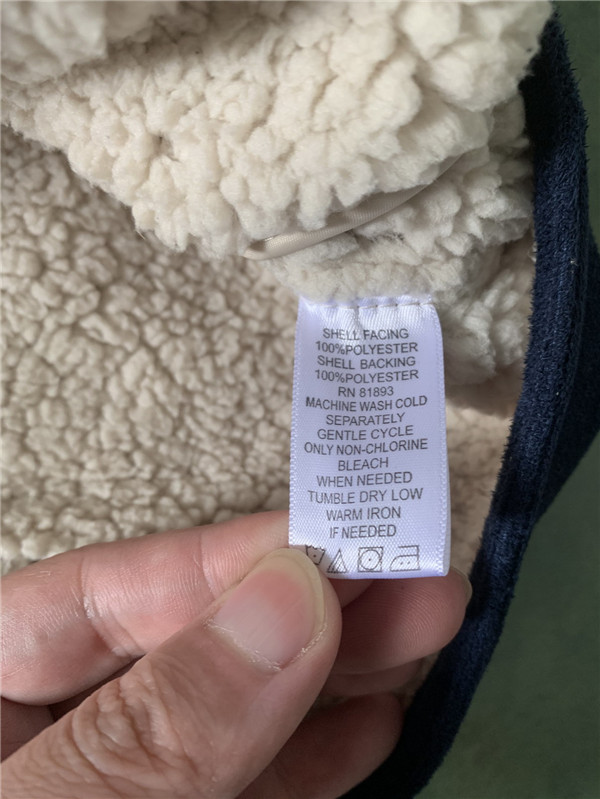 SHELL FACING
100%POLYESTER
SHELL BACKING
100%POLYESTER
RN 81893
MACHINE WASH COLD
SEPARATELY
GENTLE CYCLE
ONLY NON-CHLORINE
BLEACH
WHEN NEEDED
TUMBLE DRY LOW
WARM IRON
IF NEEDED